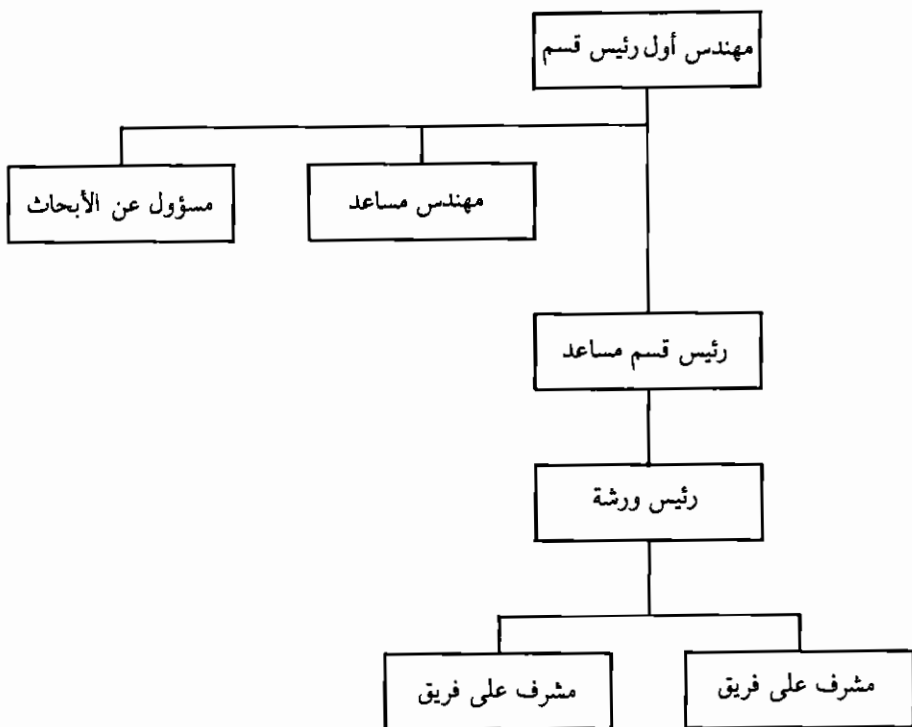 مهندس أول رئيس قسم
مهندس مساعد
مسؤول عن الأبحاث
رئيس قسم مساعد
رئيس ورشة
مشرف على فريق
مشرف على فريق